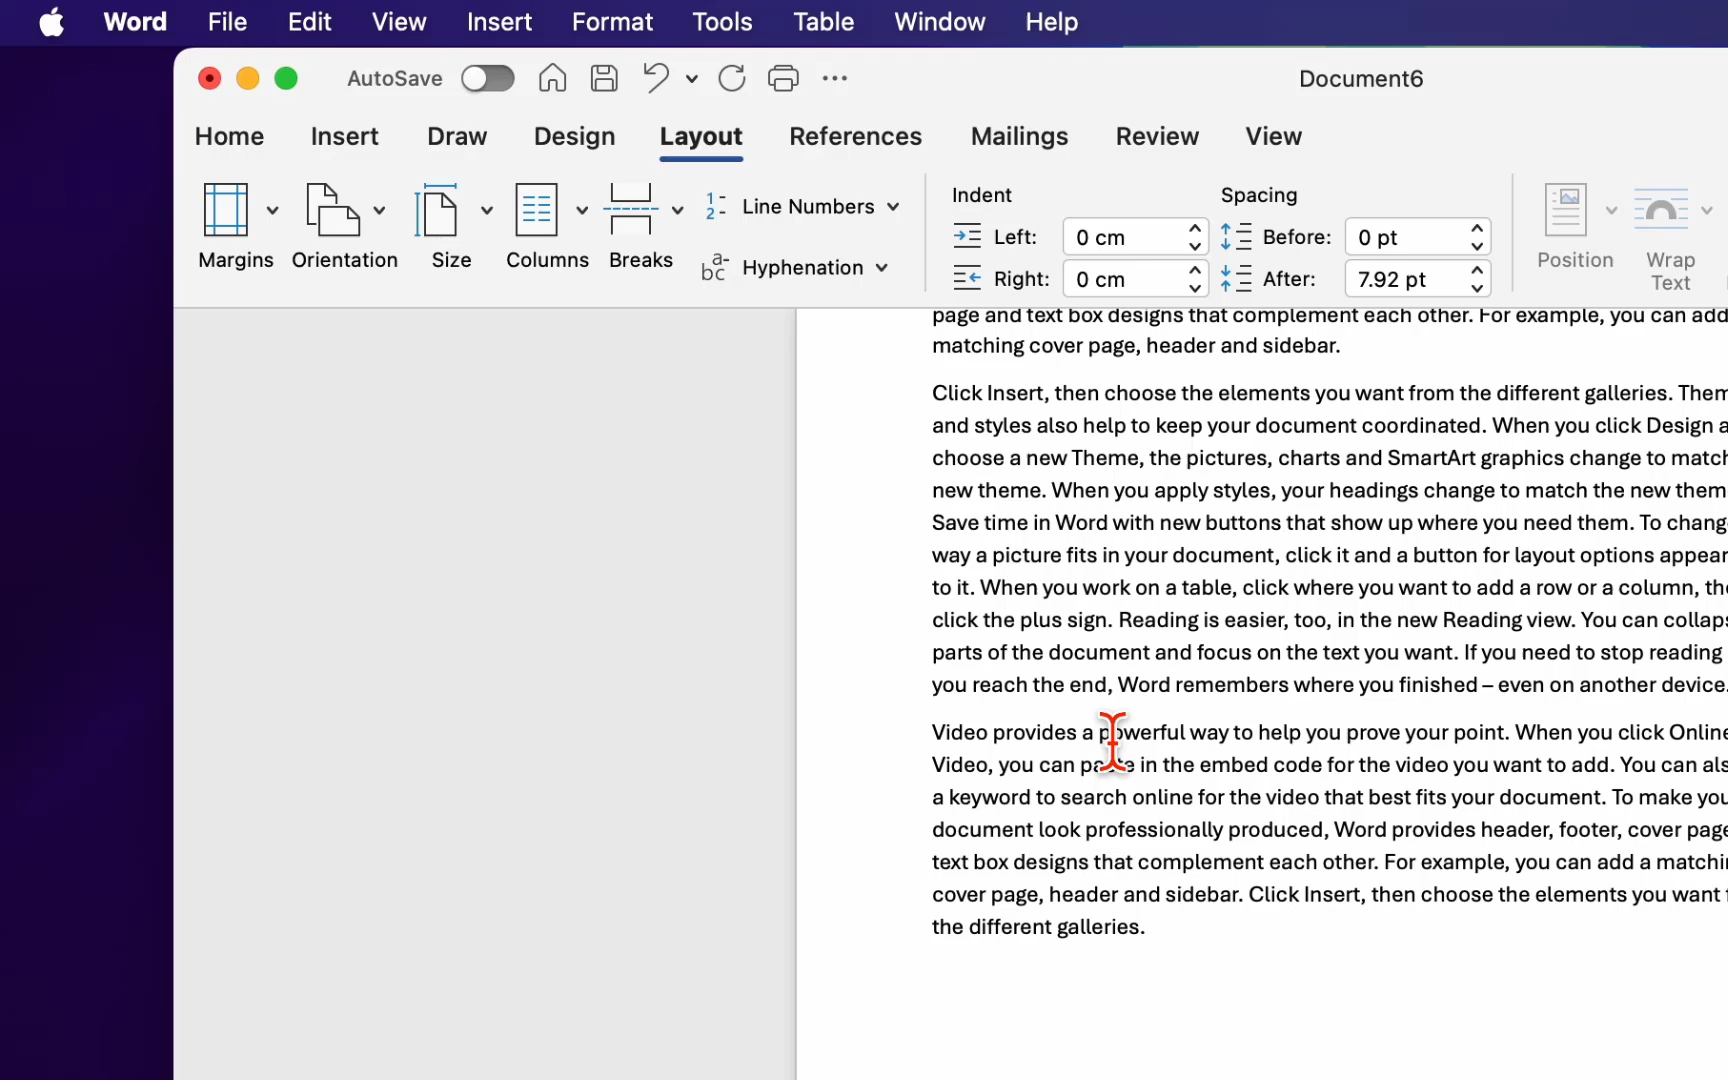 Word File Edit View Insert Format Tools Table Window Help
AutoSave Document6
Home Insert Draw Design Layout References Mailings Review View
Margins Orientation Size Columns Breaks
Line Numbers
Hyphenation
Indent Spacing
Left: 0 cm Before: 0 pt
Right: 0 cm After: 7.92 pt
Position Wrap Text
page and text box designs that complement each other. For example, you can add
matching cover page, header and sidebar.
Click Insert, then choose the elements you want from the different galleries. Them
and styles also help to keep your document coordinated. When you click Design a
choose a new Theme, the pictures, charts and SmartArt graphics change to match
new theme. When you apply styles, your headings change to match the new them
Save time in Word with new buttons that show up where you need them. To chang
way a picture fits in your document, click it and a button for layout options appear
to it. When you work on a table, click where you want to add a row or a column, the
click the plus sign. Reading is easier, too, in the new Reading view. You can collaps
parts of the document and focus on the text you want. If you need to stop reading
you reach the end, Word remembers where you finished – even on another device.
Video provides a powerful way to help you prove your point. When you click Online
Video, you can paste in the embed code for the video you want to add. You can als
a keyword to search online for the video that best fits your document. To make you
document look professionally produced, Word provides header, footer, cover page
text box designs that complement each other. For example, you can add a matchin
cover page, header and sidebar. Click Insert, then choose the elements you want
the different galleries.